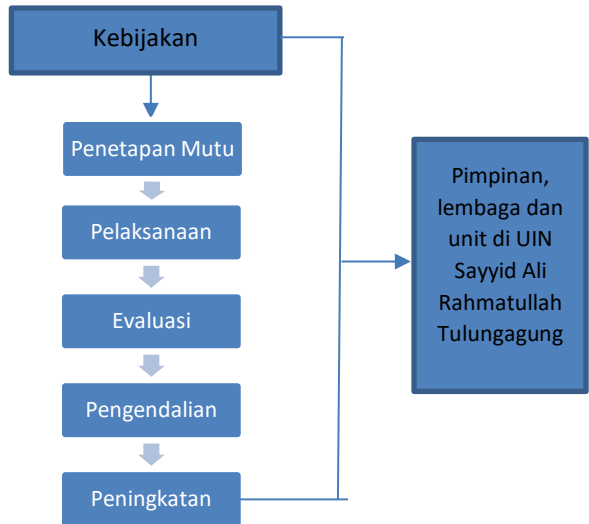 Kebijakan
Penetapan Mutu
Pelaksanaan
Evaluasi
Pengendalian
Peningkatan
Pimpinan,
lembaga dan
unit di UIN
Sayyid Ali
Rahmatullah
Tulungagung